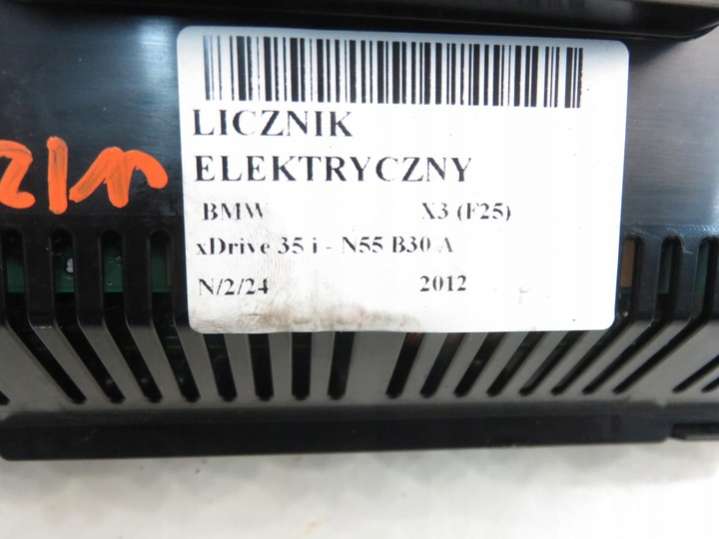 LICZNIK
ELEKTRYCZNY
BMW X3 (F25)
xDrive 35 i - N55 B30 A
N/2/24 2012